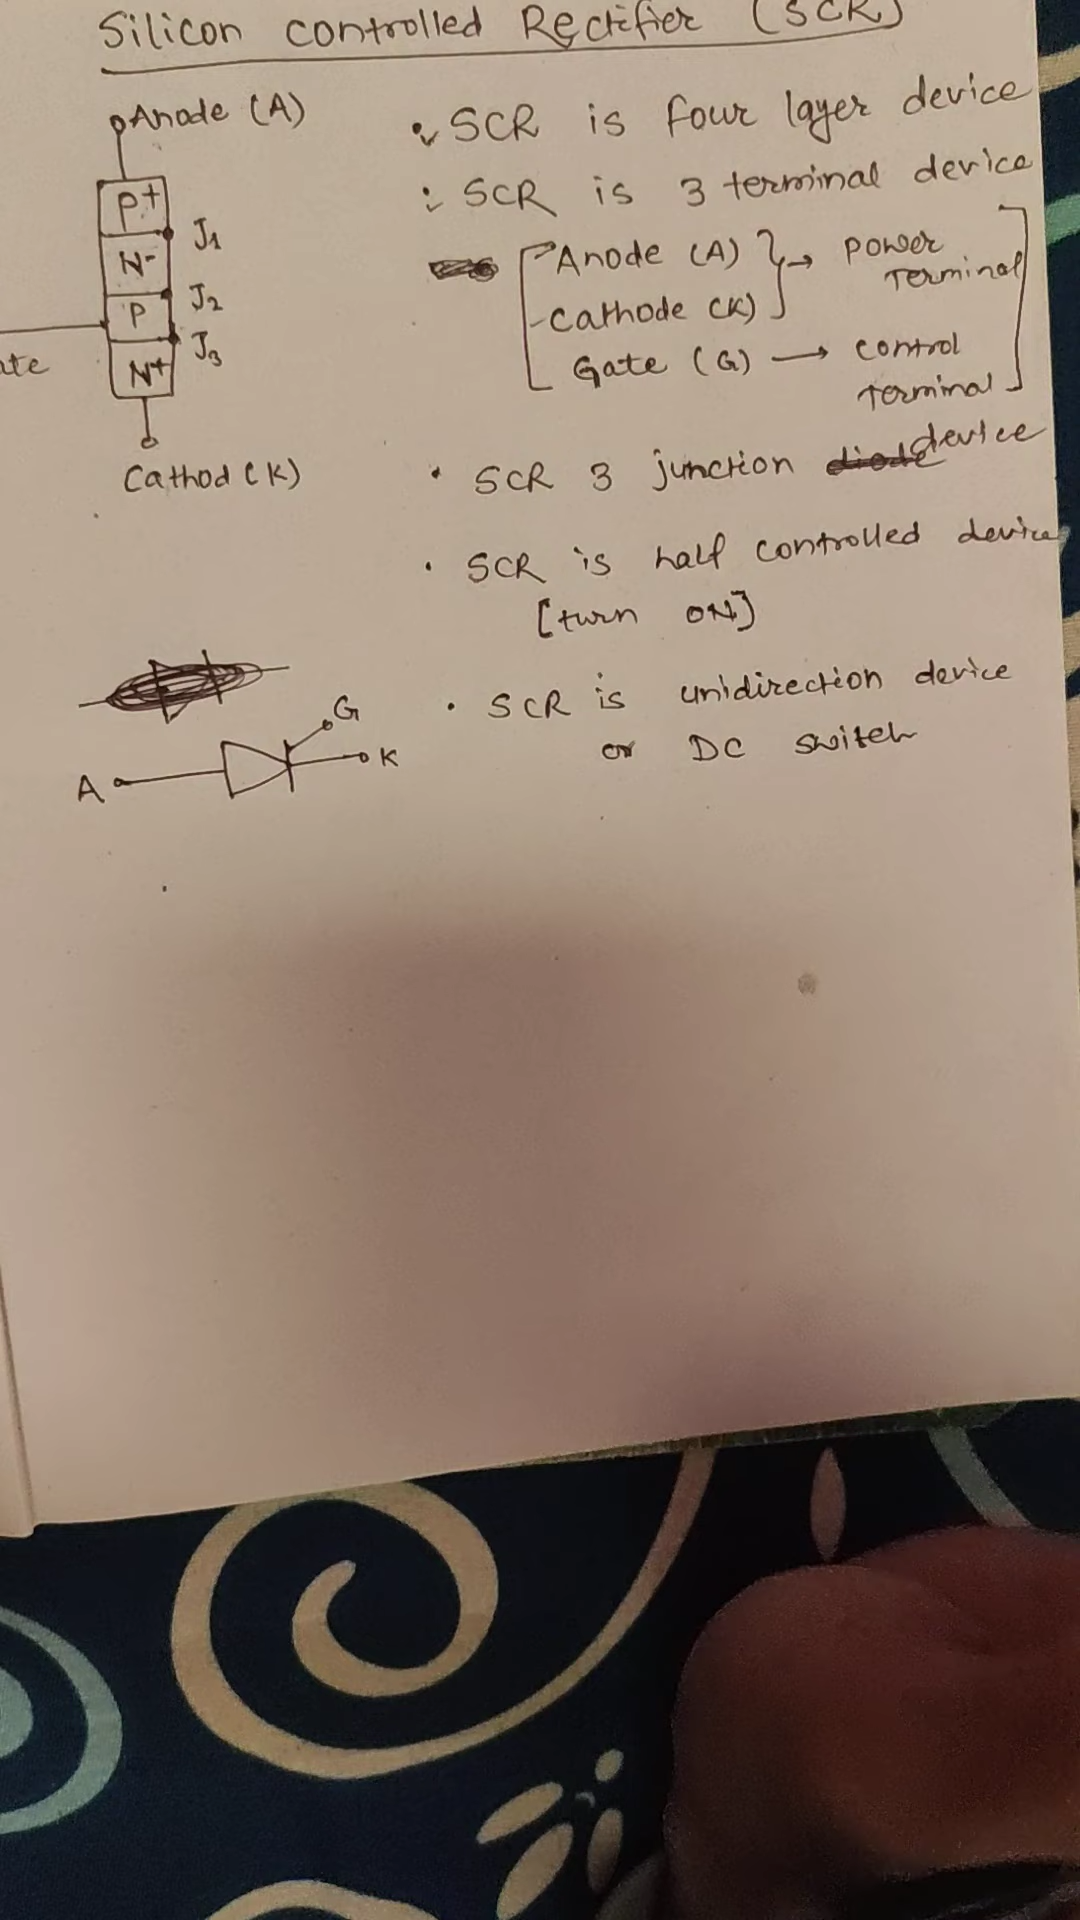 Silicon controlled Rectifier (SCR)
Anode (A)
P+
J1
N-
J2
P
J3
N+
Cathod (K)
A
G
K
SCR is four layer device
SCR is 3 terminal device
Anode (A) → power terminal
Cathode (K)
Gate (G) → control terminal
• SCR 3 junction device
• SCR is half controlled device
[turn ON]
• SCR is unidirection device
or DC switch